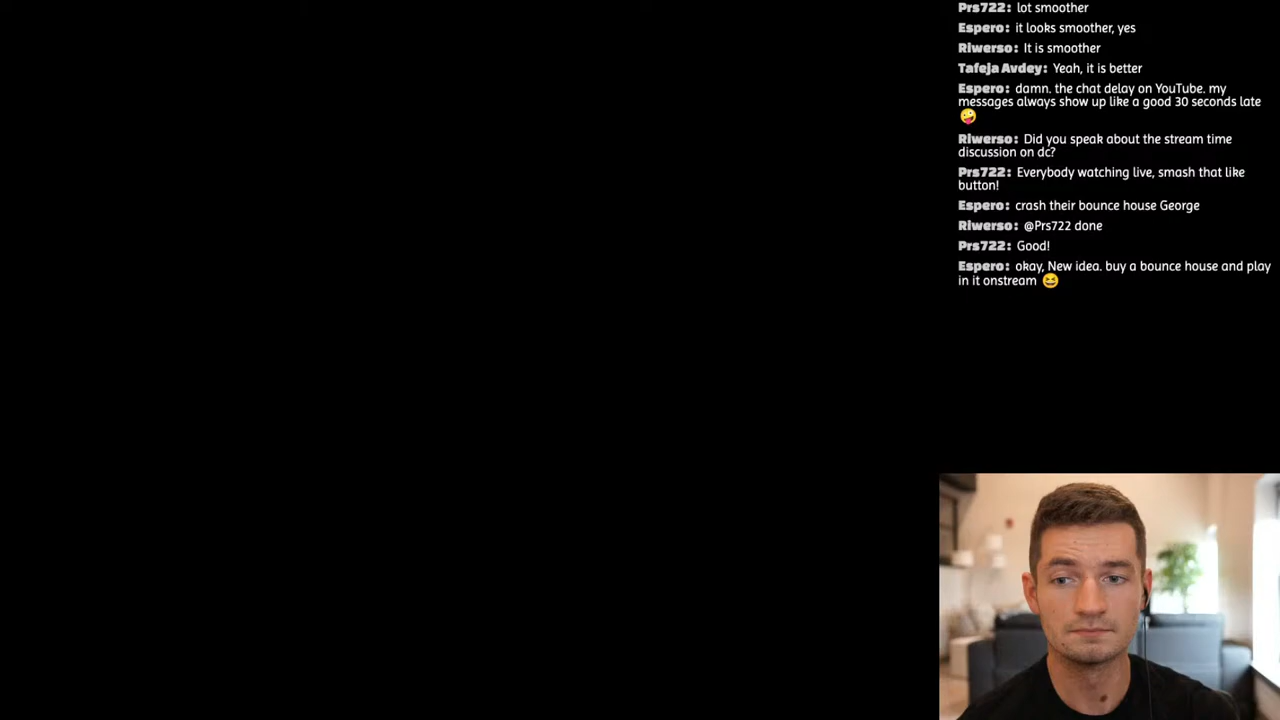 Prs722: lot smoother
Espero: it looks smoother, yes
Riwerso: It is smoother
Tafeja Avdey: Yeah, it is better
Espero: damn. the chat delay on YouTube. my
messages always show up like a good 30 seconds late
🤪
Riwerso: Did you speak about the stream time
discussion on dc?
Prs722: Everybody watching live, smash that like
button!
Espero: crash their bounce house George
Riwerso: @Prs722 done
Prs722: Good!
Espero: okay, New idea. buy a bounce house and play
in it onstream 😆